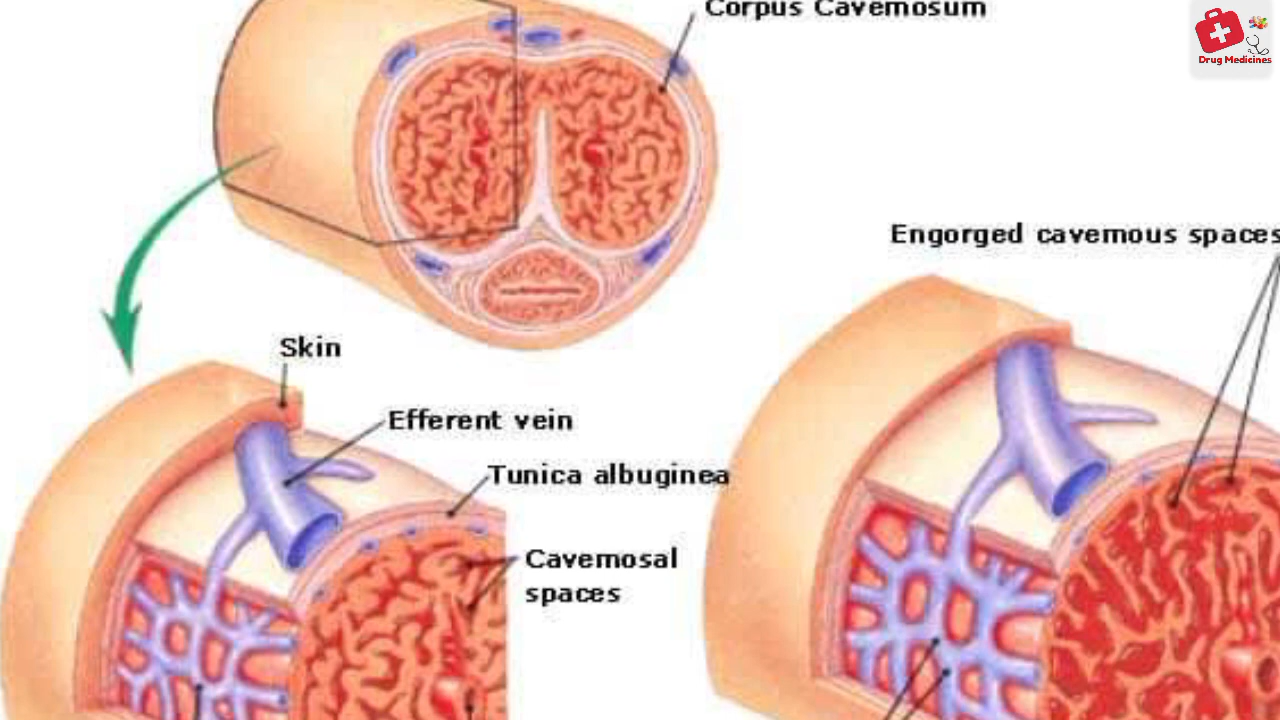 Corpus Cavemosum
Drug Medicines
Engorged cavemous spaces
Skin
Efferent vein
Tunica albuginea
Cavemosal
spaces